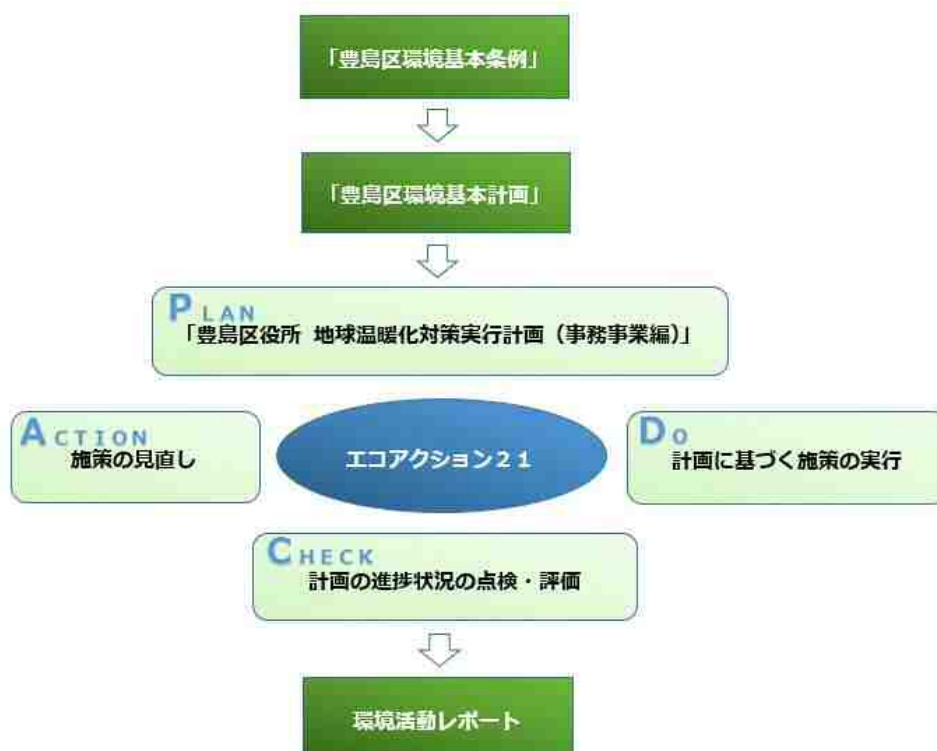 「豊島区環境基本条例」
「豊島区環境基本計画」
PLAN
「豊島区役所 地球温暖化対策実行計画（事務事業編）」
ACTION
施策の見直し
エコアクション２１
DO
計画に基づく施策の実行
CHECK
計画の進捗状況の点検・評価
環境活動レポート